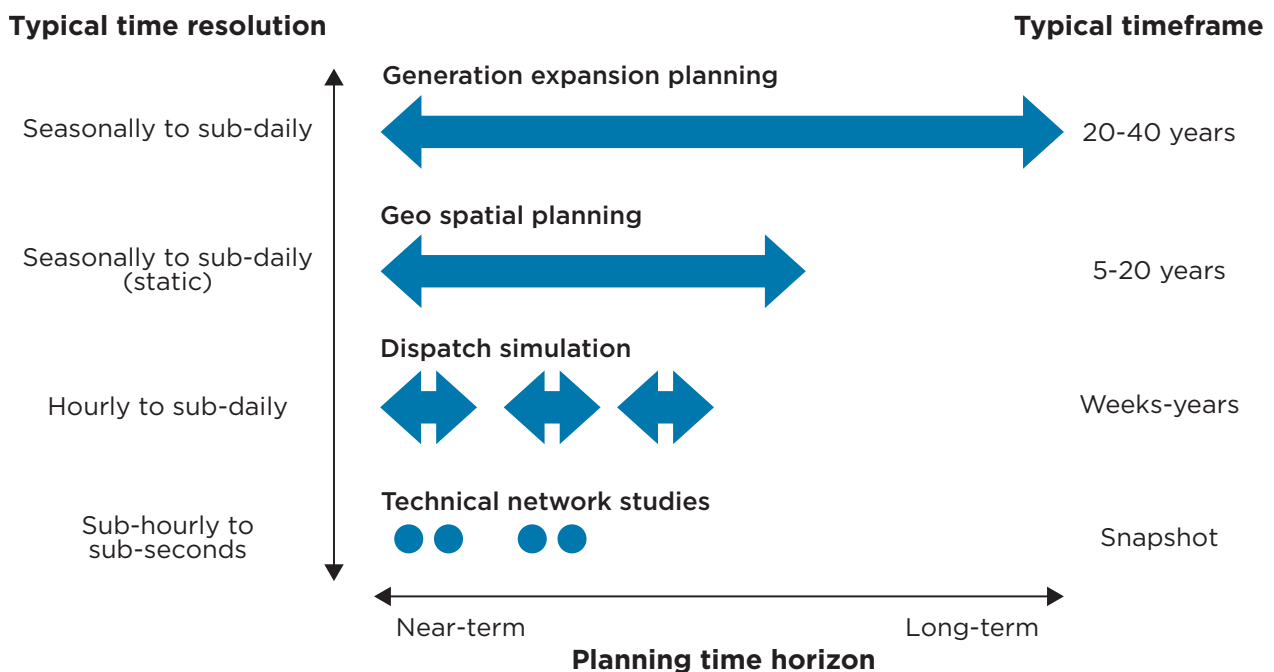 Typical time resolution
Typical timeframe
Generation expansion planning
Seasonally to sub-daily
20-40 years
Geo spatial planning
Seasonally to sub-daily
(static)
5-20 years
Dispatch simulation
Hourly to sub-daily
Weeks-years
Technical network studies
Sub-hourly to
sub-seconds
Snapshot
Near-term
Long-term
Planning time horizon